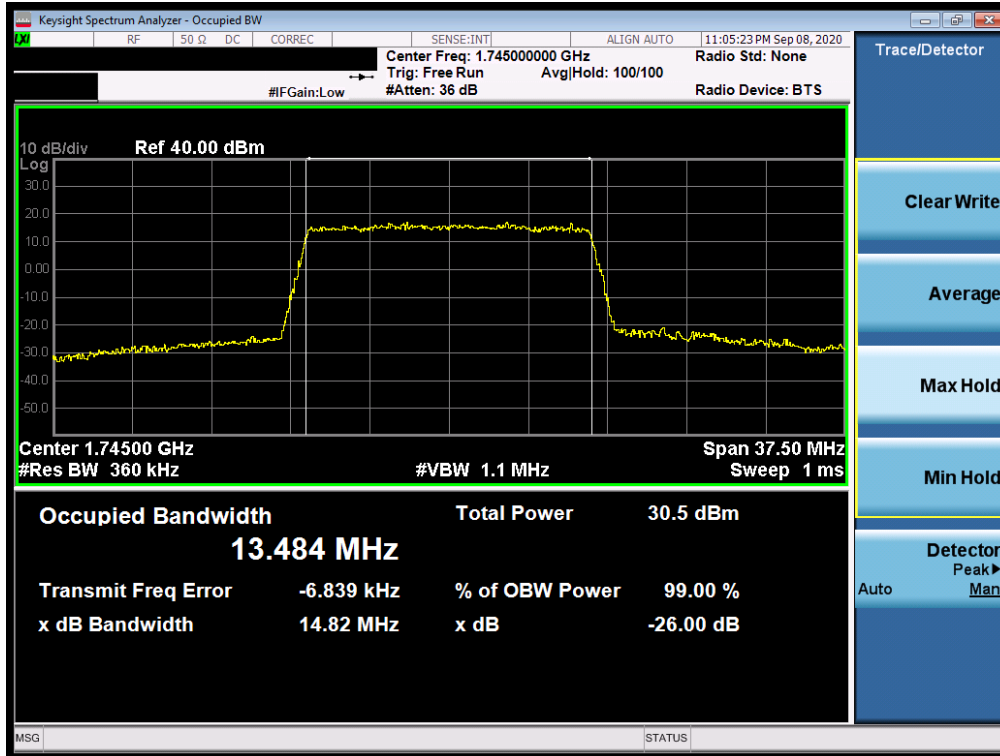 Keysight Spectrum Analyzer - Occupied BW
LXI RF 50 Ω DC CORREC SENSE:INT ALIGN AUTO 11:05:23 PM Sep 08, 2020
Center Freq: 1.745000000 GHz Radio Std: None
Trig: Free Run Avg|Hold: 100/100
#IFGain:Low #Atten: 36 dB Radio Device: BTS
Trace/Detector
10 dB/div Ref 40.00 dBm
Log
30.0
20.0
10.0
0.00
-10.0
-20.0
-30.0
-40.0
-50.0
Center 1.74500 GHz Span 37.50 MHz
#Res BW 360 kHz #VBW 1.1 MHz Sweep 1 ms
Clear Write
Average
Max Hold
Min Hold
Detector
Peak▶
Auto Man
Occupied Bandwidth Total Power 30.5 dBm
13.484 MHz
Transmit Freq Error -6.839 kHz % of OBW Power 99.00 %
x dB Bandwidth 14.82 MHz x dB -26.00 dB
MSG STATUS